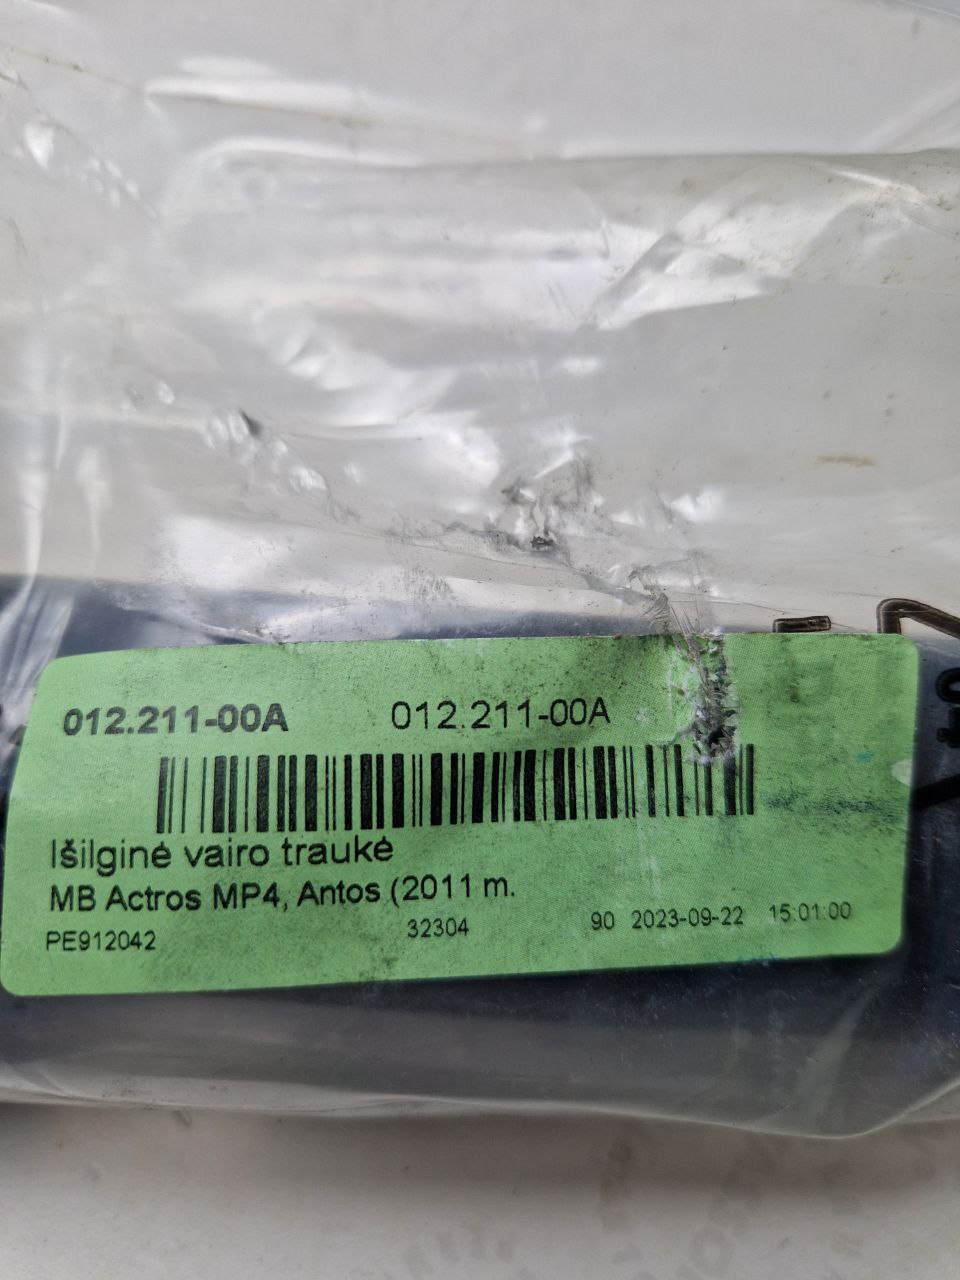 012.211-00A 012.211-00A
Išilginė vairo traukė
MB Actros MP4, Antos (2011 m.
PE912042 32304 90 2023-09-22 15:01:00